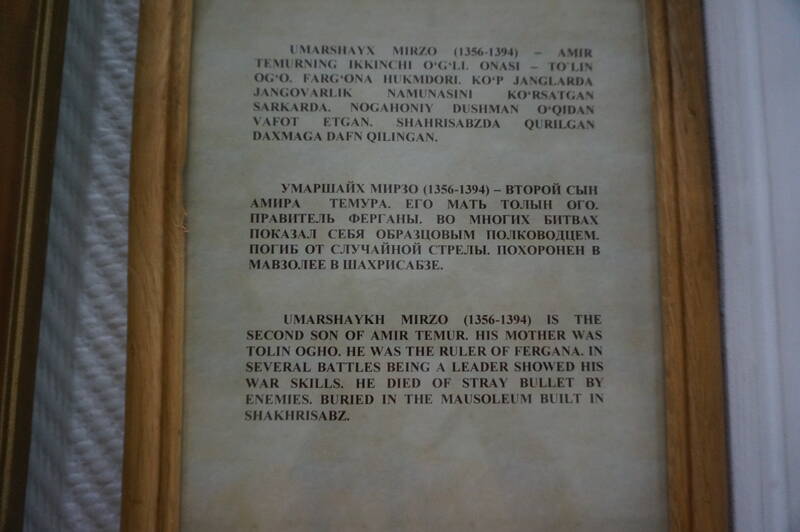 UMARSHAYX MIRZO (1356-1394) – AMIR
TEMURNING IKKINCHI O‘G‘LI. ONASI – TO‘LIN
OG‘O. FARG‘ONA HUKMDORI. KO‘P JANGLARDA
JANGOVARLIK NAMUNASINI KO‘RSATGAN
SARKARDA. NOGAHONIY DUSHMAN O‘QIDAN
VAFOT ETGAN. SHAHRISABZDA QURILGAN
DAXMAGA DAFN QILINGAN.
УМАРШАЙХ МИРЗО (1356-1394) – ВТОРОЙ СЫН
АМИРА ТЕМУРА. ЕГО МАТЬ ТОЛЫН ОГО.
ПРАВИТЕЛЬ ФЕРГАНЫ. ВО МНОГИХ БИТВАХ
ПОКАЗАЛ СЕБЯ ОБРАЗЦОВЫМ ПОЛКОВОДЦЕМ.
ПОГИБ ОТ СЛУЧАЙНОЙ СТРЕЛЫ. ПОХОРОНЕН В
МАВЗОЛЕЕ В ШАХРИСАБЗЕ.
UMARSHAYKH MIRZO (1356-1394) IS THE
SECOND SON OF AMIR TEMUR. HIS MOTHER WAS
TOLIN OGHO. HE WAS THE RULER OF FERGANA. IN
SEVERAL BATTLES BEING A LEADER SHOWED HIS
WAR SKILLS. HE DIED OF STRAY BULLET BY
ENEMIES. BURIED IN THE MAUSOLEUM BUILT IN
SHAKHRISABZ.